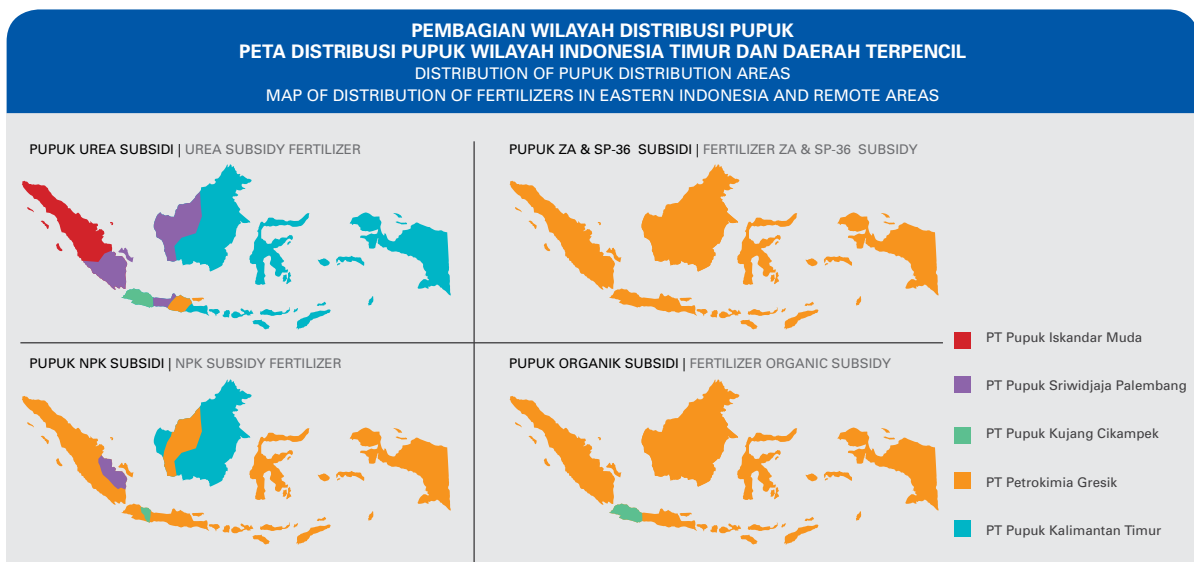 PEMBAGIAN WILAYAH DISTRIBUSI PUPUK
PETA DISTRIBUSI PUPUK WILAYAH INDONESIA TIMUR DAN DAERAH TERPENCIL
DISTRIBUTION OF PUPUK DISTRIBUTION AREAS
MAP OF DISTRIBUTION OF FERTILIZERS IN EASTERN INDONESIA AND REMOTE AREAS
PUPUK UREA SUBSIDI | UREA SUBSIDY FERTILIZER
PUPUK ZA & SP-36 SUBSIDI | FERTILIZER ZA & SP-36 SUBSIDY
PUPUK NPK SUBSIDI | NPK SUBSIDY FERTILIZER
PUPUK ORGANIK SUBSIDI | FERTILIZER ORGANIC SUBSIDY
PT Pupuk Iskandar Muda
PT Pupuk Sriwidjaja Palembang
PT Pupuk Kujang Cikampek
PT Petrokimia Gresik
PT Pupuk Kalimantan Timur